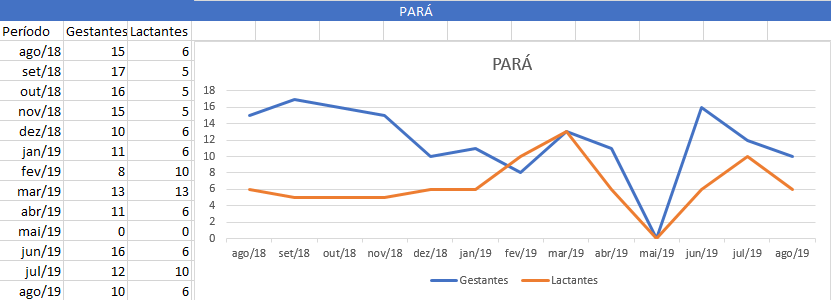 PARÁ
Período Gestantes Lactantes
ago/18 15 6
set/18 17 5
out/18 16 5
nov/18 15 5
dez/18 10 6
jan/19 11 6
fev/19 8 10
mar/19 13 13
abr/19 11 6
mai/19 0 0
jun/19 16 6
jul/19 12 10
ago/19 10 6
PARÁ
18
16
14
12
10
8
6
4
2
0
ago/18 set/18 out/18 nov/18 dez/18 jan/19 fev/19 mar/19 abr/19 mai/19 jun/19 jul/19 ago/19
Gestantes Lactantes